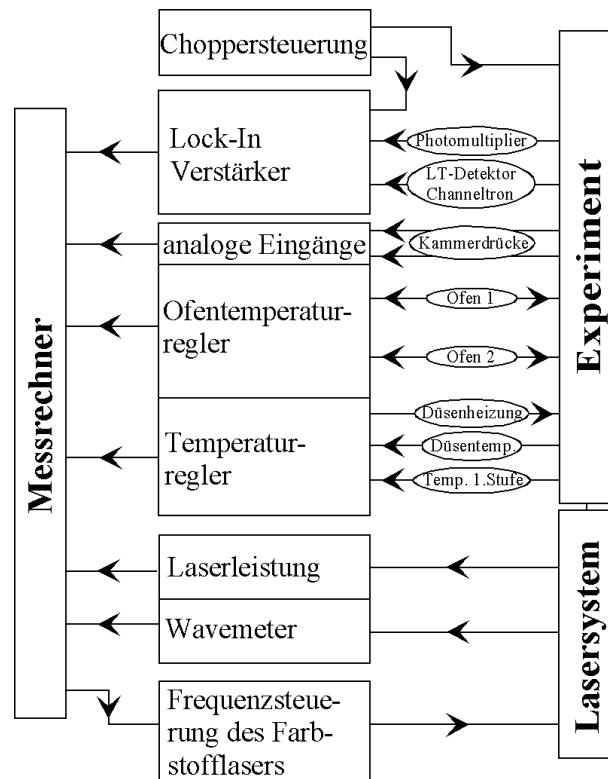 Choppersteuerung
Lock-In
Verstärker
Photomultiplier
LT-Detektor
Channeltron
analoge Eingänge
Kammerdrücke
Ofentemperatur-
regler
Ofen 1
Ofen 2
Temperatur-
regler
Düsenheizung
Düsentemp.
Temp. 1.Stufe
Laserleistung
Wavemeter
Frequenzsteue-
rung des Farb-
stofflasers
Messrechner
Experiment
Lasersystem